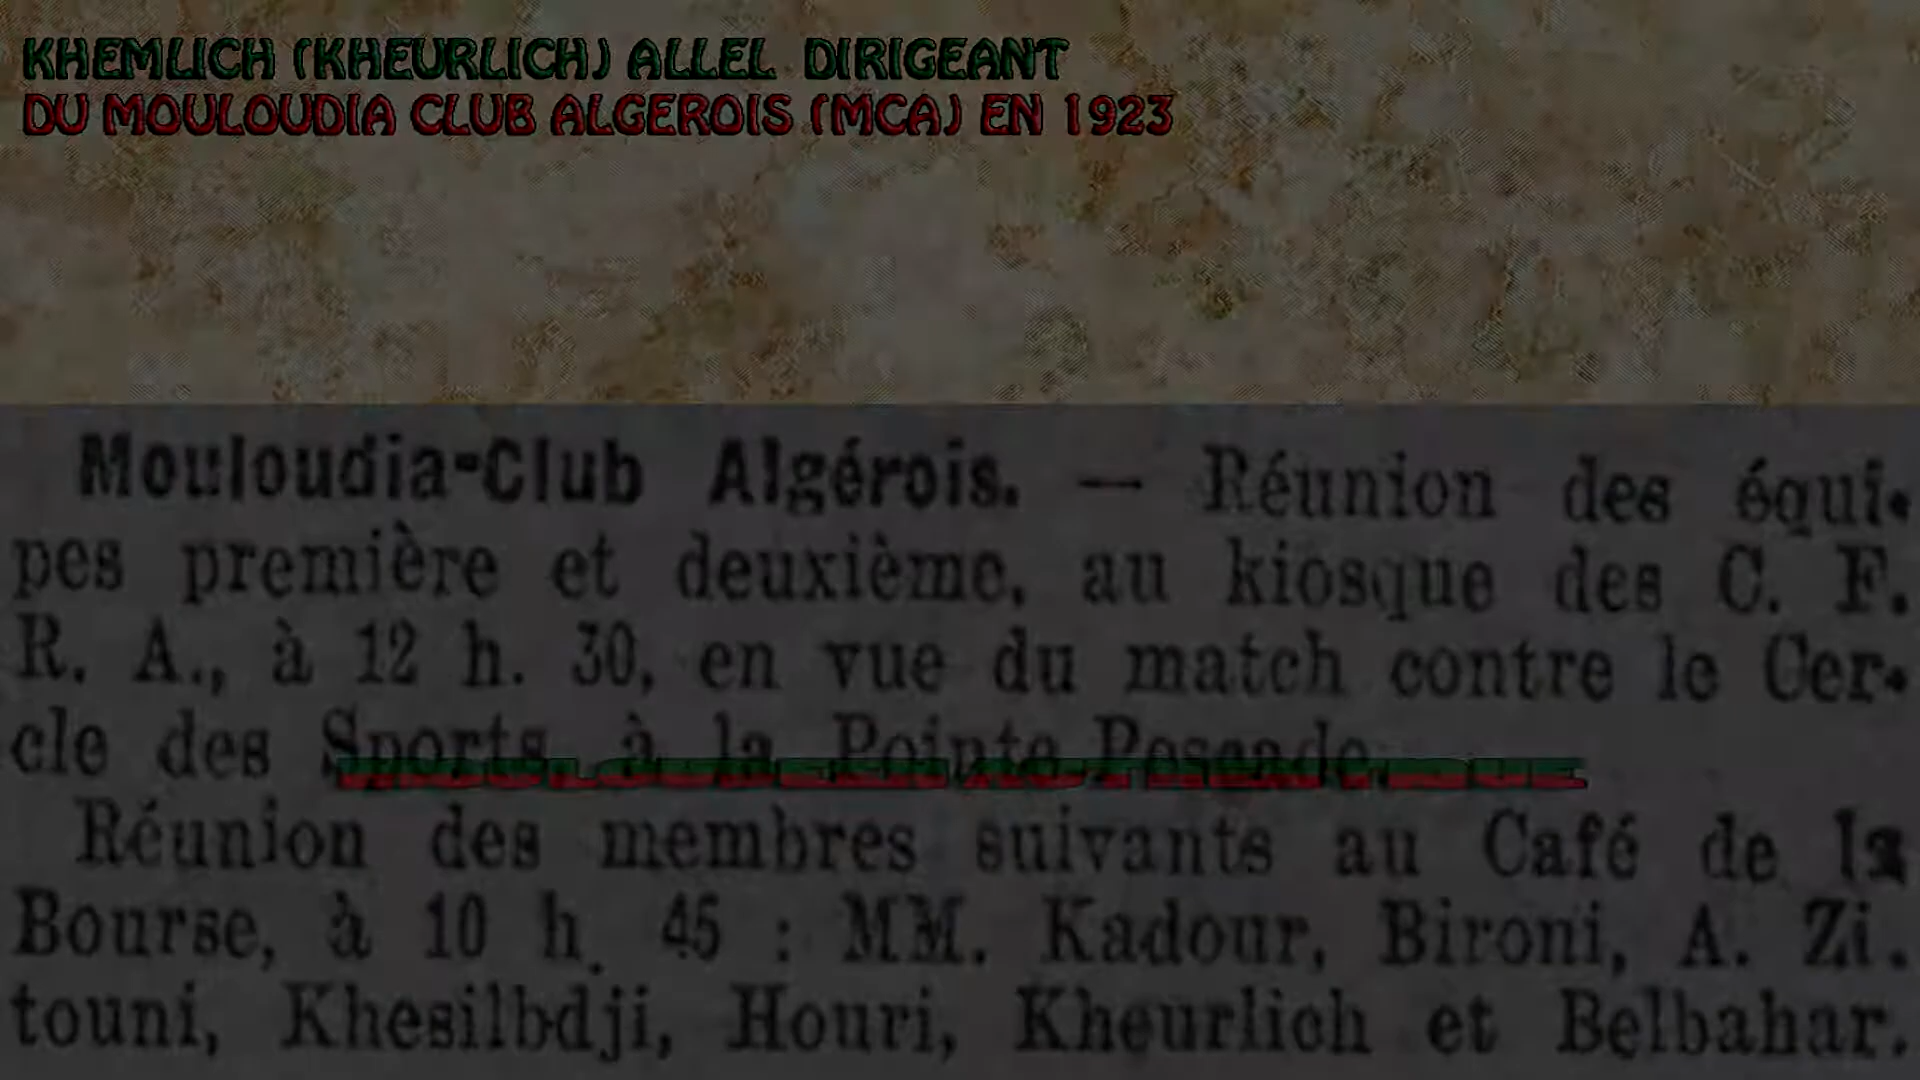 KHEMLICH (KHEURLICH) ALLEL DIRIGEANT
DU MOULOUDIA CLUB ALGEROIS (MCA) EN 1923
Mouloudia-Club Algérois. — Réunion des équi-
pes première et deuxième, au kiosque des C. F.
R. A., à 12 h. 30, en vue du match contre le Cer-
cle des Sports à la Pointe Pescade.
Réunion des membres suivants au Café de la
Bourse, à 10 h. 45 : MM. Kadour, Bironi, A. Zi-
touni, Khesilbdji, Houri, Kheurlich et Belbahar.